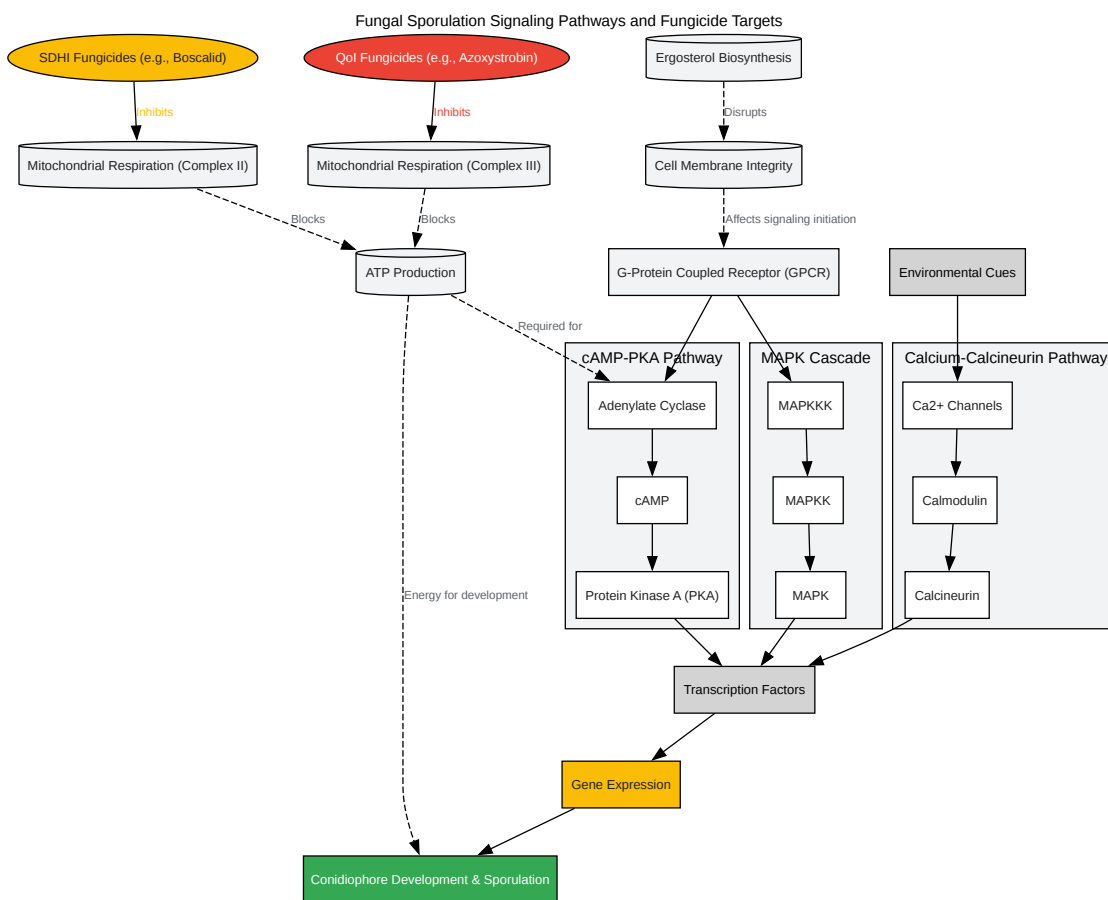 Fungal Sporulation Signaling Pathways and Fungicide Targets
SDHI Fungicides (e.g., Boscalid)
QoI Fungicides (e.g., Azoxystrobin)
Ergosterol Biosynthesis
Inhibits
Inhibits
Disrupts
Mitochondrial Respiration (Complex II)
Mitochondrial Respiration (Complex III)
Cell Membrane Integrity
Blocks
Blocks
Affects signaling initiation
ATP Production
G-Protein Coupled Receptor (GPCR)
Environmental Cues
Required for
cAMP-PKA Pathway
MAPK Cascade
Calcium-Calcineurin Pathway
Adenylate Cyclase
MAPKKK
Ca2+ Channels
cAMP
MAPKK
Calmodulin
Energy for development
Protein Kinase A (PKA)
MAPK
Calcineurin
Transcription Factors
Gene Expression
Conidiophore Development & Sporulation